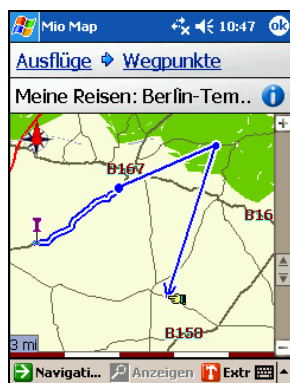 Mio Map 10:47 ok
Ausflüge Wegpunkte
Meine Reisen: Berlin-Tem..
B167
B16
3 mi
B158
Navigati... Anzeigen Extr